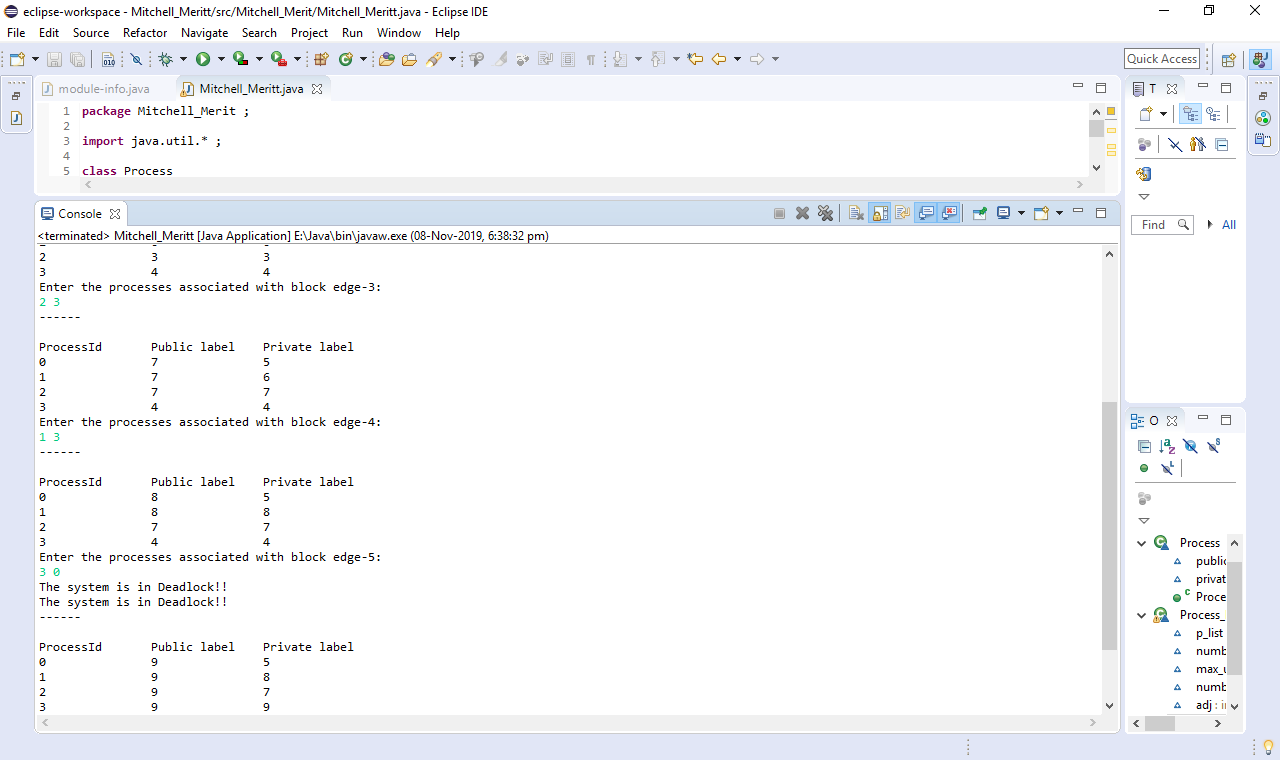 eclipse-workspace - Mitchell_Meritt/src/Mitchell_Merit/Mitchell_Meritt.java - Eclipse IDE
File Edit Source Refactor Navigate Search Project Run Window Help
Quick Access
module-info.java Mitchell_Meritt.java
1 package Mitchell_Merit ;
2
3 import java.util.* ;
4
5 class Process
Console
<terminated> Mitchell_Meritt [Java Application] E:\Java\bin\javaw.exe (08-Nov-2019, 6:38:32 pm)
2 3 3
3 4 4
Enter the processes associated with block edge-3:
2 3
------
ProcessId Public label Private label
0 7 5
1 7 6
2 7 7
3 4 4
Enter the processes associated with block edge-4:
1 3
------
ProcessId Public label Private label
0 8 5
1 8 8
2 7 7
3 4 4
Enter the processes associated with block edge-5:
3 0
The system is in Deadlock!!
The system is in Deadlock!!
------
ProcessId Public label Private label
0 9 5
1 9 8
2 9 7
3 9 9
T
Find All
O
Process
public
privat
Proce
Process_
p_list
numb
max_u
numb
adj : i